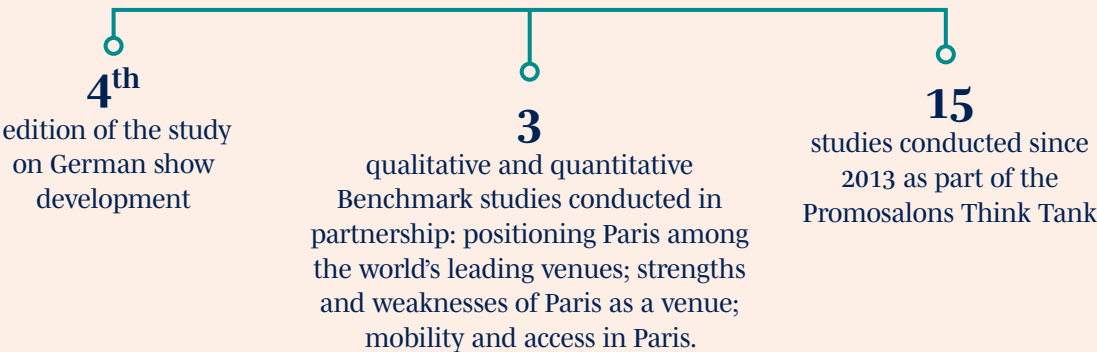 4th
edition of the study
on German show
development
3
qualitative and quantitative
Benchmark studies conducted in
partnership: positioning Paris among
the world's leading venues; strengths
and weaknesses of Paris as a venue;
mobility and access in Paris.
15
studies conducted since
2013 as part of the
Promosalons Think Tank